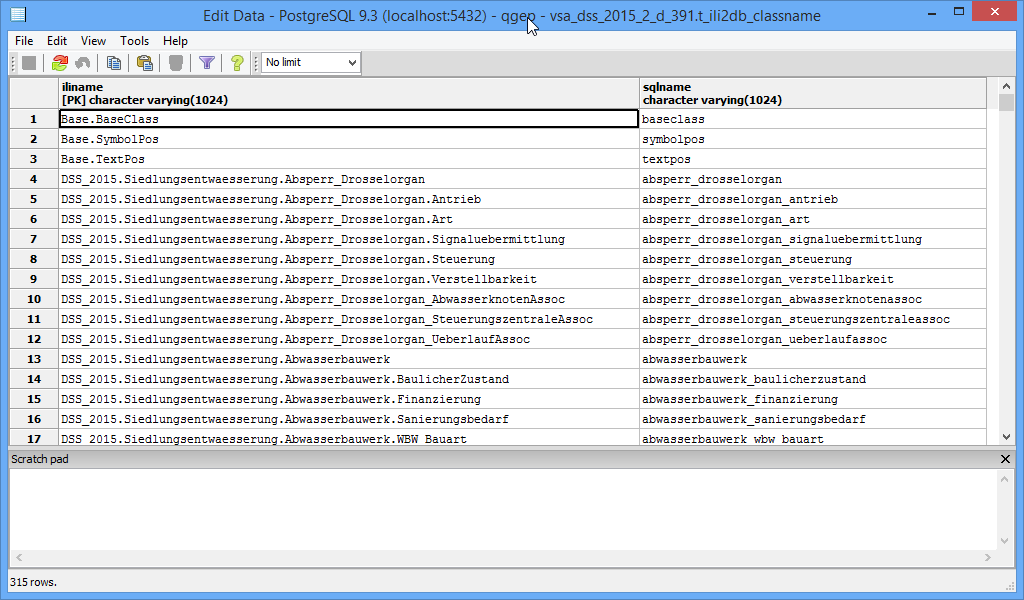 Edit Data - PostgreSQL 9.3 (localhost:5432) - qgep - vsa_dss_2015_2_d_391.t_ili2db_classname
File Edit View Tools Help
No limit
iliname sqlname
[PK] character varying(1024) character varying(1024)
1 Base.BaseClass baseclass
2 Base.SymbolPos symbolpos
3 Base.TextPos textpos
4 DSS_2015.Siedlungsentwaesserung.Absperr_Drosselorgan absperr_drosselorgan
5 DSS_2015.Siedlungsentwaesserung.Absperr_Drosselorgan.Antrieb absperr_drosselorgan_antrieb
6 DSS_2015.Siedlungsentwaesserung.Absperr_Drosselorgan.Art absperr_drosselorgan_art
7 DSS_2015.Siedlungsentwaesserung.Absperr_Drosselorgan.Signaluebermittlung absperr_drosselorgan_signaluebermittlung
8 DSS_2015.Siedlungsentwaesserung.Absperr_Drosselorgan.Steuerung absperr_drosselorgan_steuerung
9 DSS_2015.Siedlungsentwaesserung.Absperr_Drosselorgan.Verstellbarkeit absperr_drosselorgan_verstellbarkeit
10 DSS_2015.Siedlungsentwaesserung.Absperr_Drosselorgan_AbwasserknotenAssoc absperr_drosselorgan_abwasserknotenassoc
11 DSS_2015.Siedlungsentwaesserung.Absperr_Drosselorgan_SteuerungszentraleAssoc absperr_drosselorgan_steuerungszentraleassoc
12 DSS_2015.Siedlungsentwaesserung.Absperr_Drosselorgan_UeberlaufAssoc absperr_drosselorgan_ueberlaufassoc
13 DSS_2015.Siedlungsentwaesserung.Abwasserbauwerk abwasserbauwerk
14 DSS_2015.Siedlungsentwaesserung.Abwasserbauwerk.BaulicherZustand abwasserbauwerk_baulicherzustand
15 DSS_2015.Siedlungsentwaesserung.Abwasserbauwerk.Finanzierung abwasserbauwerk_finanzierung
16 DSS_2015.Siedlungsentwaesserung.Abwasserbauwerk.Sanierungsbedarf abwasserbauwerk_sanierungsbedarf
17 DSS_2015.Siedlungsentwaesserung.Abwasserbauwerk.WBW_Bauart abwasserbauwerk_wbw_bauart
Scratch pad
315 rows.